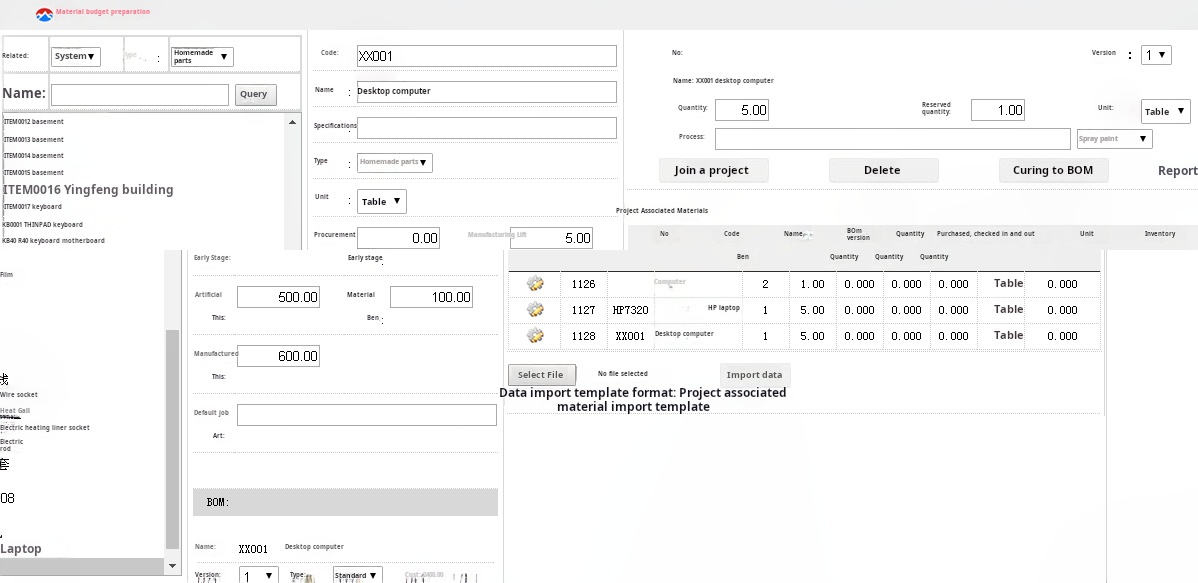 Material budget preparation
Related: System▼ : Homemade parts ▼
Name: Query
ITEM0012 basement
ITEM0013 basement
ITEM0014 basement
ITEM0015 basement
ITEM0016 Yingfeng building
ITEM0017 keyboard
KB0001 THINPAD keyboard
KB40 R40 keyboard motherboard
Film
Wire socket
Heat Gall
Electric heating liner socket
Electric rod
套
08
Laptop
Code: XX001
Name : Desktop computer
Specifications:
Type : Homemade parts▼
Unit : Table ▼
Procurement 0.00 Manufacturing Lift 5.00
Early Stage: Early stage.
Artificial 500.00 Material 100.00
This: Ben:
Manufactured 600.00
This:
Default job
Art:
BOM:
Name: XX001 Desktop computer
Version: 1 ▼ Type: Standard ▼
No: Version : 1 ▼
Name: XX001 desktop computer
Quantity: 5.00 Reserved quantity: 1.00 Unit: Table ▼
Process: Spray paint ▼
Join a project Delete Curing to BOM Report
Project Associated Materials
No Code Name BOm version Quantity Purchased, checked in and out Unit Inventory
Ben Quantity Quantity Quantity
1126 Computer 2 1.00 0.000 0.000 0.000 Table 0.000
1127 HP7320 HP laptop 1 5.00 0.000 0.000 0.000 Table 0.000
1128 XX001 Desktop computer 1 5.00 0.000 0.000 0.000 Table 0.000
Select File No file selected Import data
Data import template format: Project associated
material import template